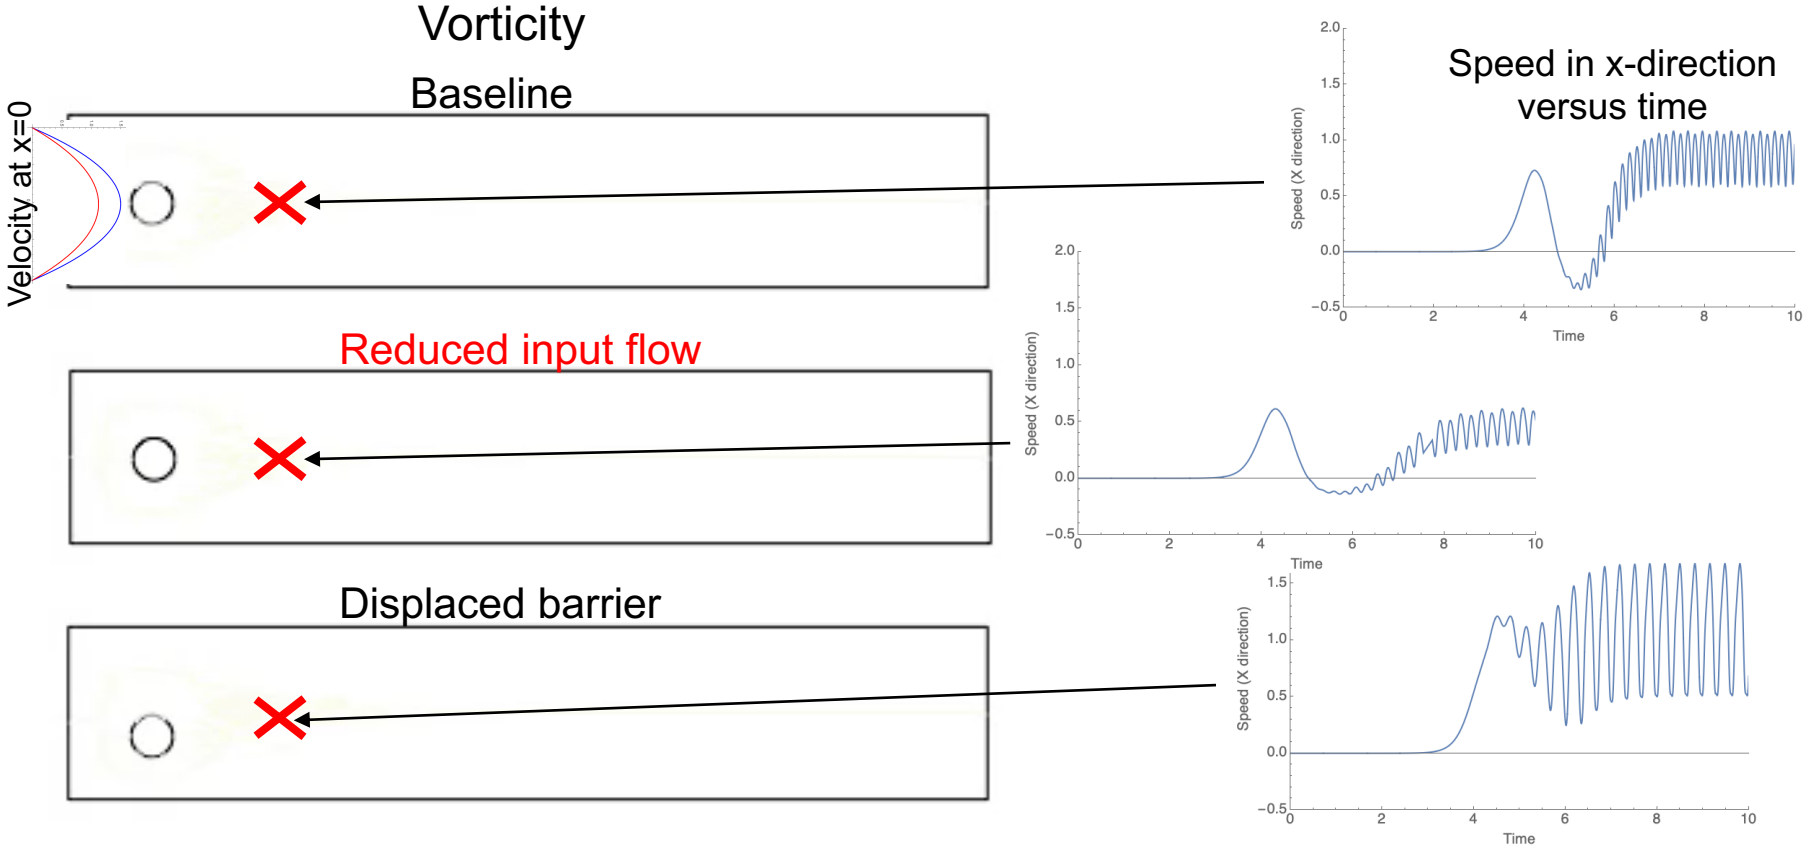 Vorticity
Baseline
Velocity at x=0
Speed in x-direction
versus time
2.0
1.5
1.0
0.5
0.0
−0.5
0 2 4 6 8 10
Speed (X direction)
Time
Reduced input flow
2.0
1.5
1.0
0.5
0.0
−0.5
0 2 4 6 8 10
Speed (X direction)
Time
Displaced barrier
1.5
1.0
0.5
0.0
−0.5
0 2 4 6 8 10
Speed (X direction)
Time